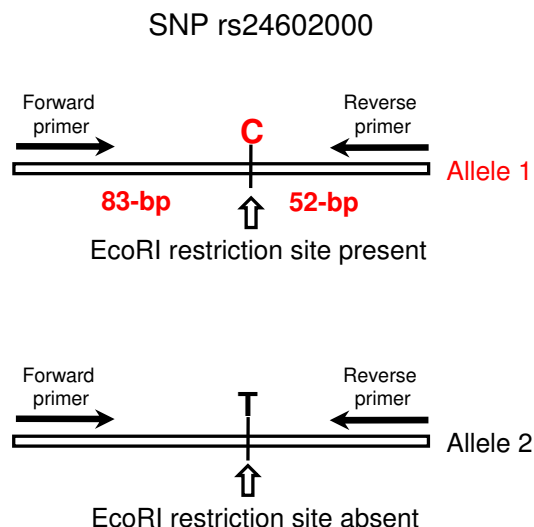 SNP rs24602000
Forward
primer
C
Reverse
primer
Allele 1
83-bp
52-bp
EcoRI restriction site present
Forward
primer
T
Reverse
primer
Allele 2
EcoRI restriction site absent